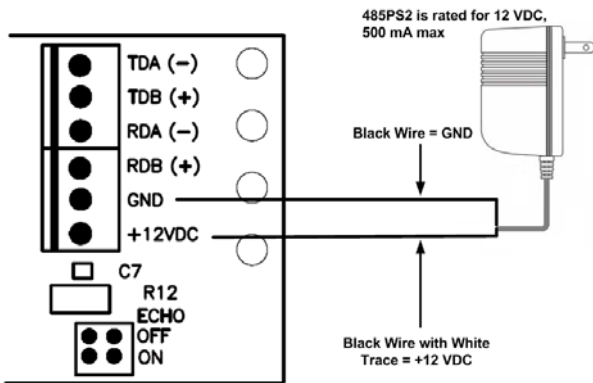 485PS2 is rated for 12 VDC,
500 mA max
TDA (-)
TDB (+)
RDA (-)
RDB (+)
GND
+12VDC
Black Wire = GND
C7
R12
ECHO
OFF
ON
Black Wire with White
Trace = +12 VDC